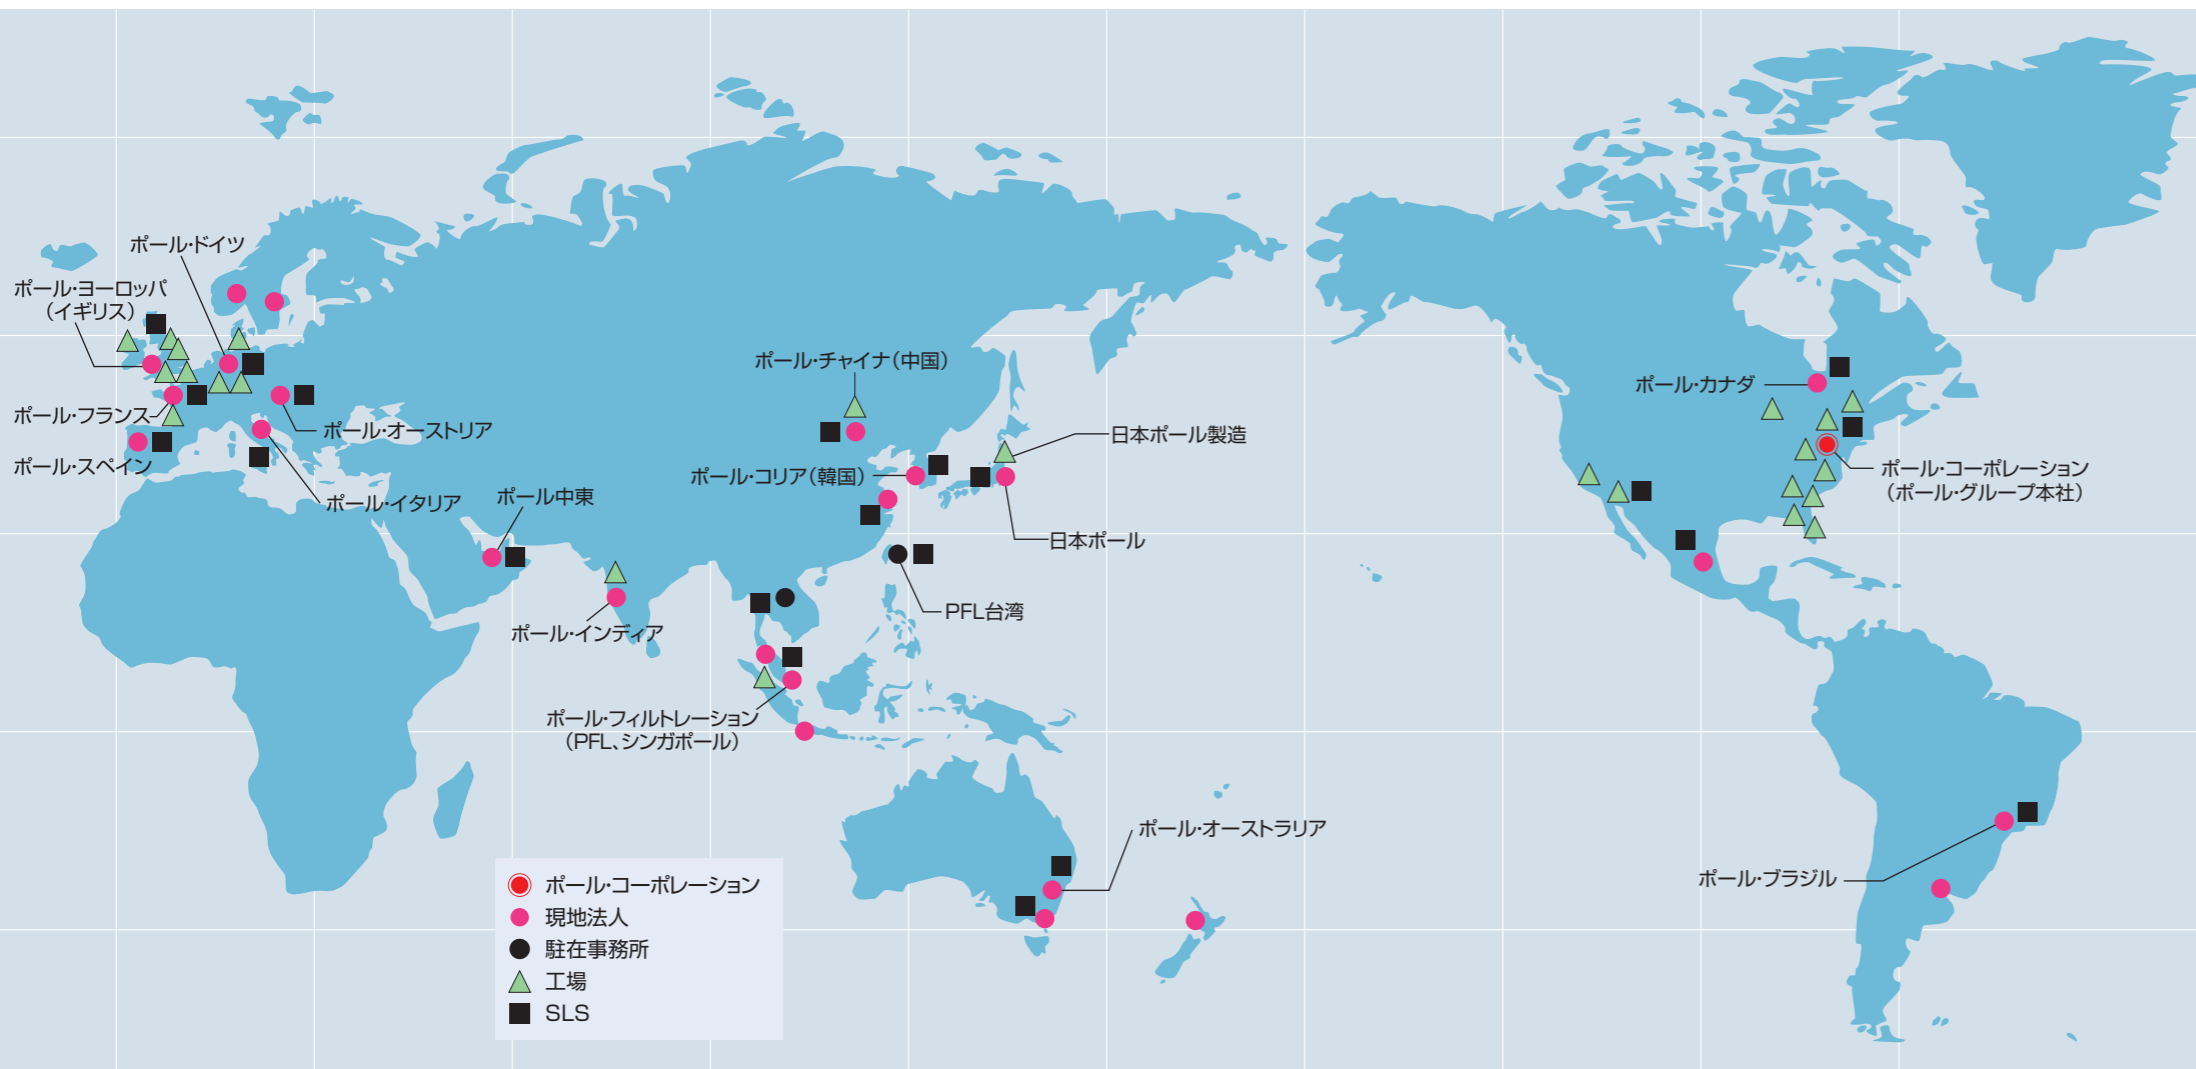 ポール・ドイツ
ポール・ヨーロッパ
（イギリス）
ポール・フランス
ポール・スペイン
ポール・オーストリア
ポール・イタリア
ポール中東
ポール・インディア
ポール・チャイナ（中国）
ポール・コリア（韓国）
日本ポール製造
日本ポール
PFL台湾
ポール・フィルトレーション
（PFL、シンガポール）
ポール・オーストラリア
ポール・カナダ
ポール・コーポレーション
（ポール・グループ本社）
ポール・ブラジル
ポール・コーポレーション
現地法人
駐在事務所
工場
SLS